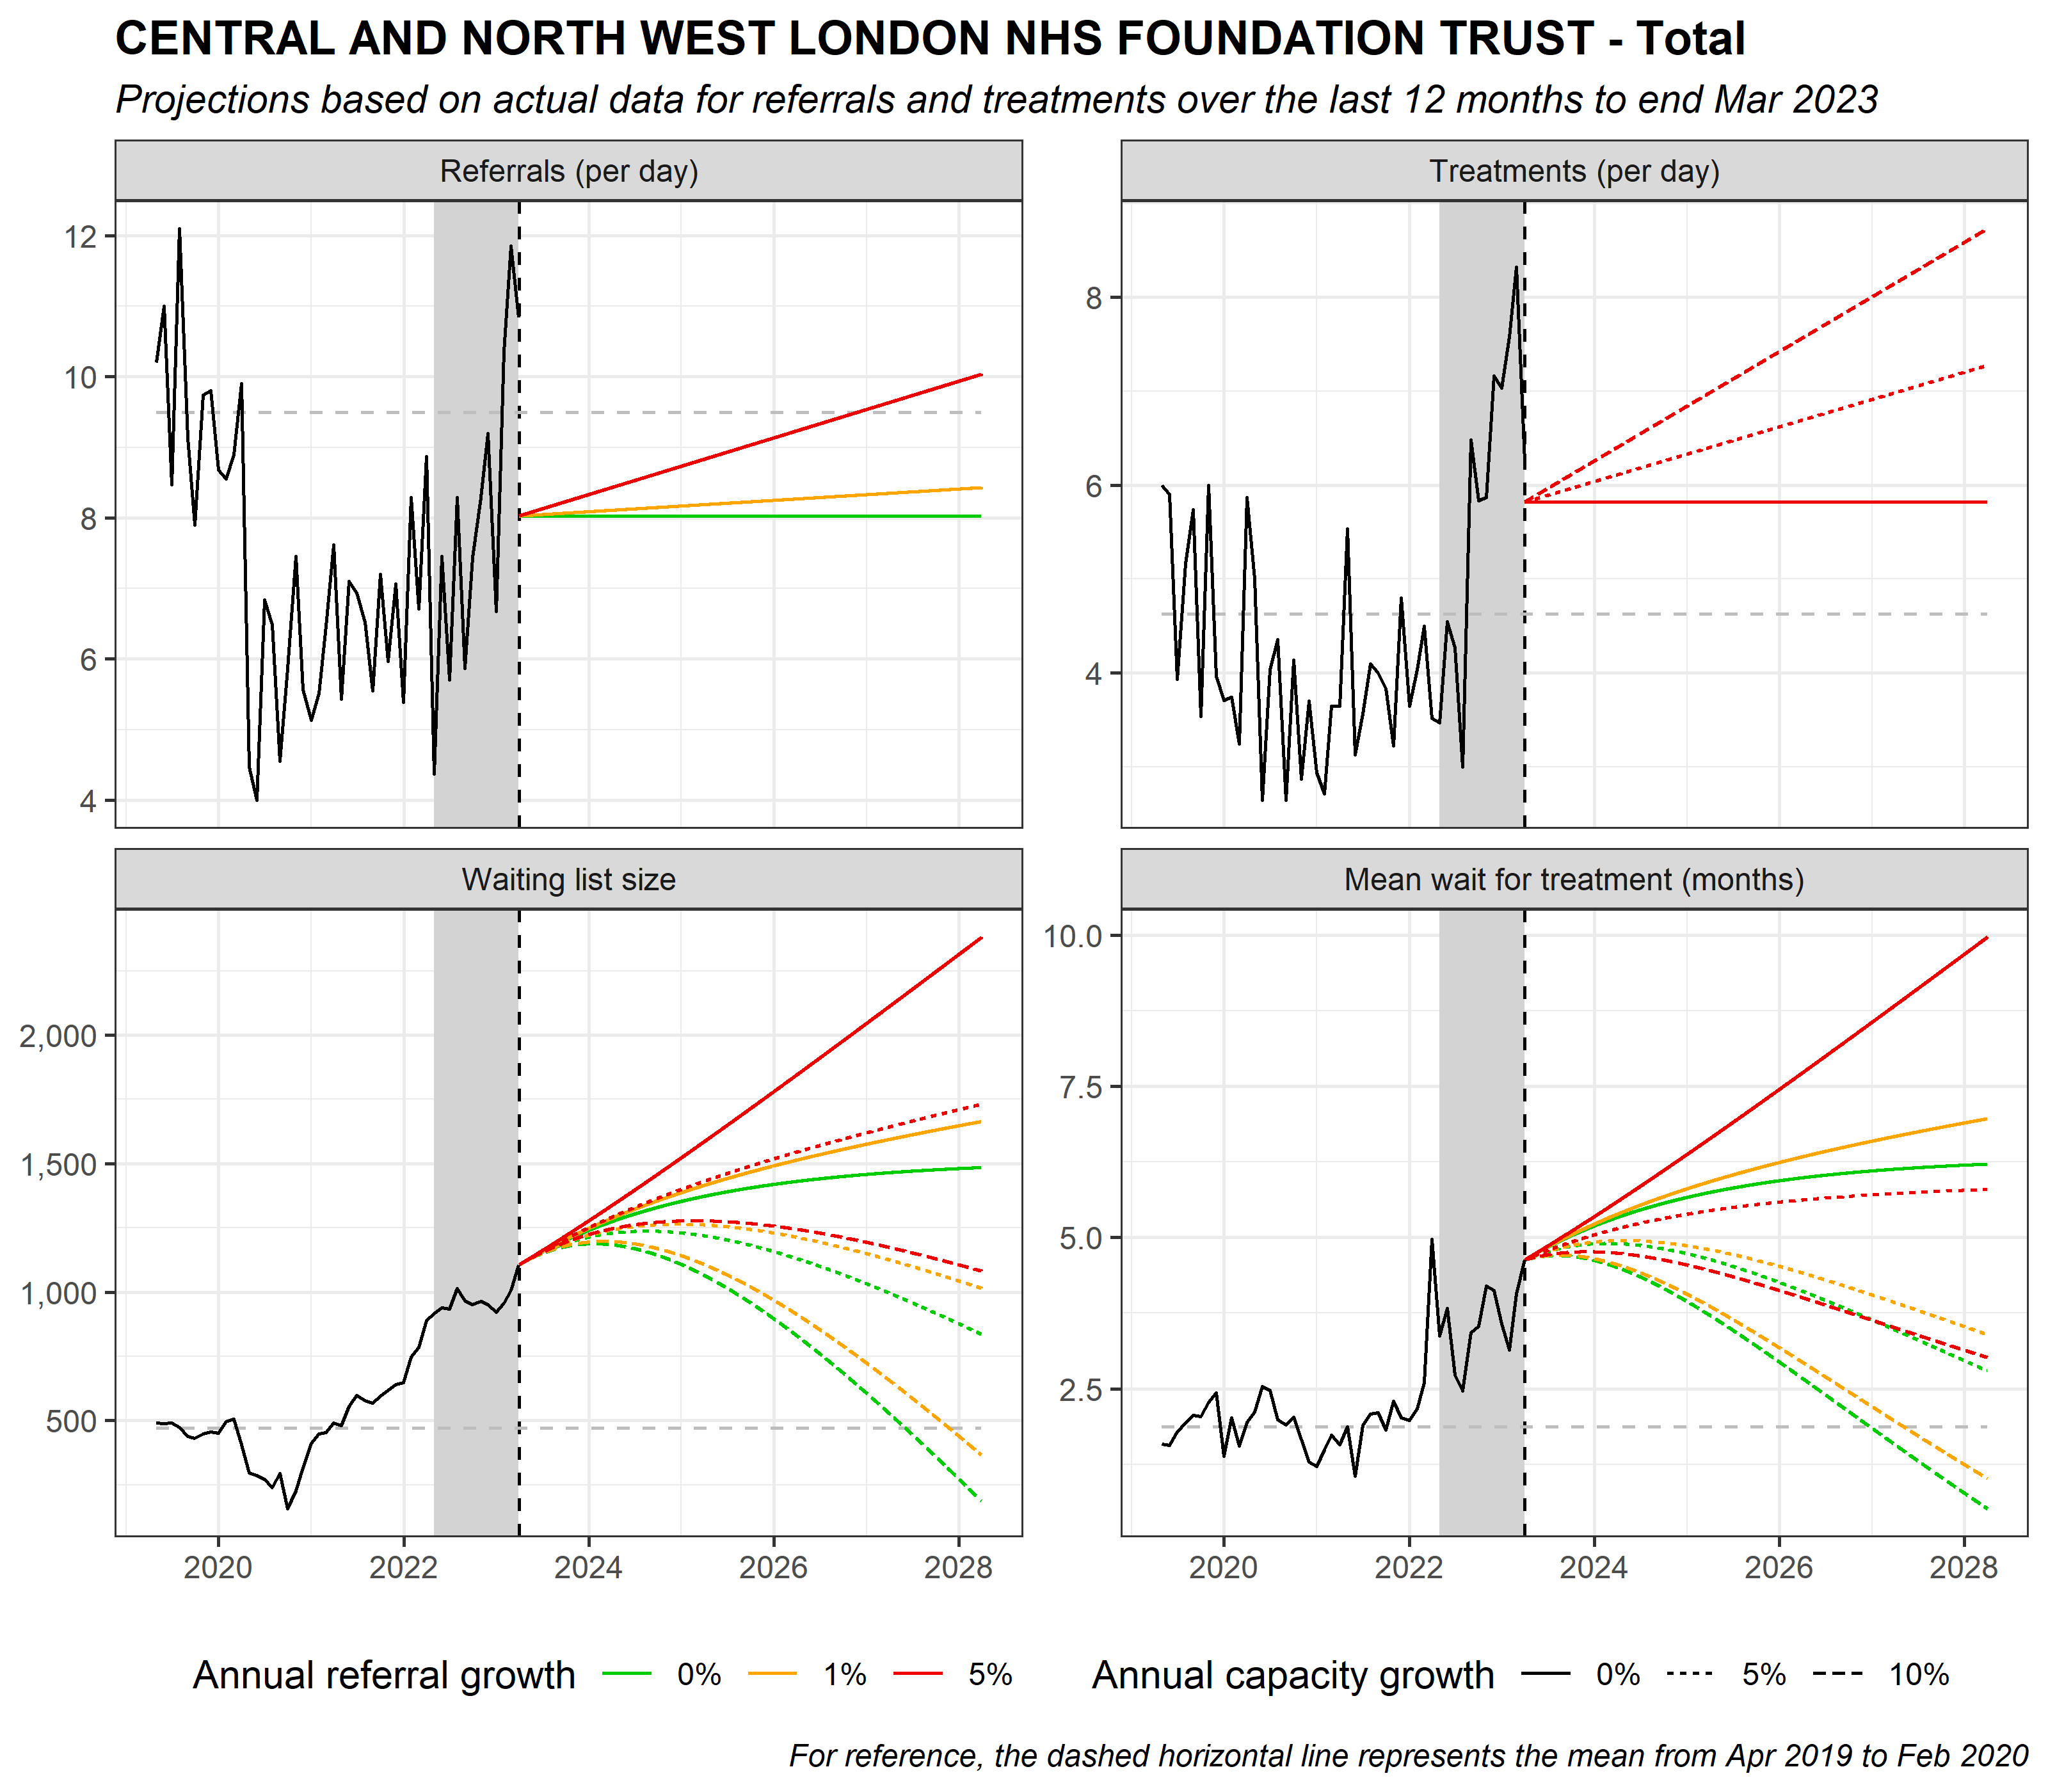 CENTRAL AND NORTH WEST LONDON NHS FOUNDATION TRUST - Total
Projections based on actual data for referrals and treatments over the last 12 months to end Mar 2023
Referrals (per day)
12
10
8
6
4
Treatments (per day)
8
6
4
Waiting list size
2,000
1,500
1,000
500
2020 2022 2024 2026 2028
Mean wait for treatment (months)
10.0
7.5
5.0
2.5
2020 2022 2024 2026 2028
Annual referral growth 0% 1% 5%
Annual capacity growth 0% 5% 10%
For reference, the dashed horizontal line represents the mean from Apr 2019 to Feb 2020